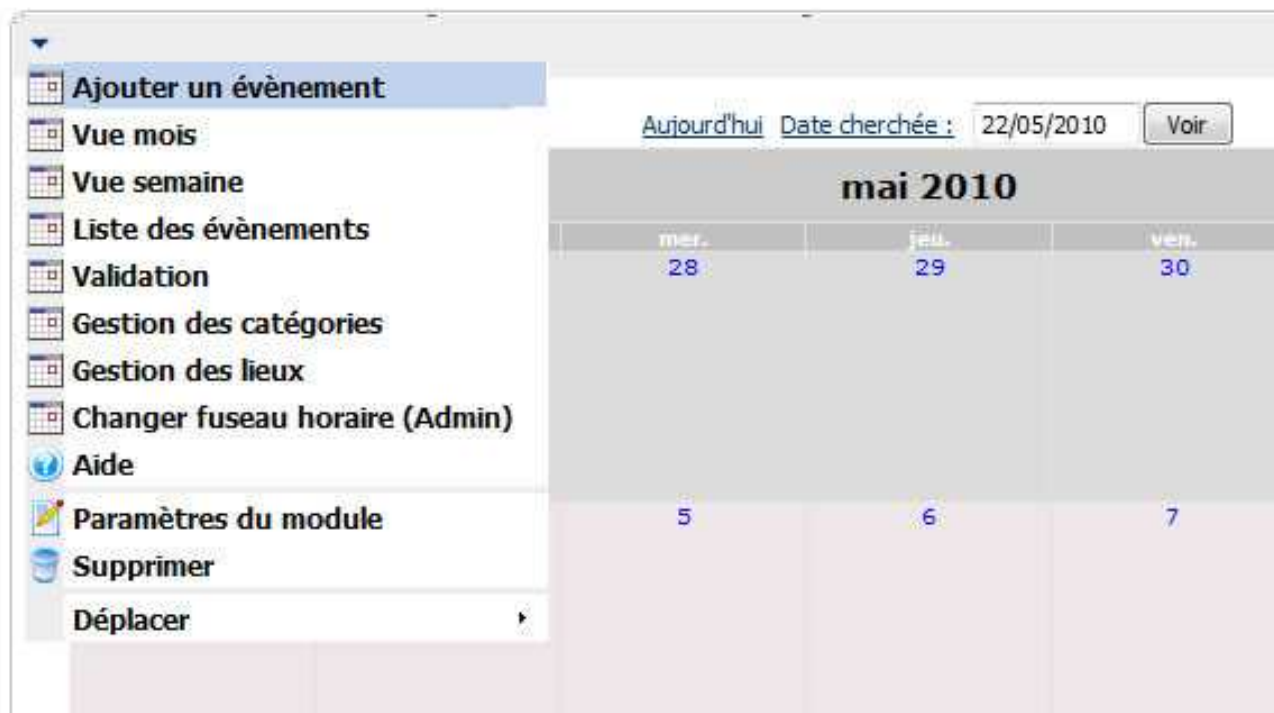 Ajouter un évènement
Vue mois
Vue semaine
Liste des évènements
Validation
Gestion des catégories
Gestion des lieux
Changer fuseau horaire (Admin)
Aide
Paramètres du module
Supprimer
Déplacer
Aujourd'hui Date cherchée : 22/05/2010 Voir
mai 2010
mer. jeu. ven.
28 29 30
5 6 7